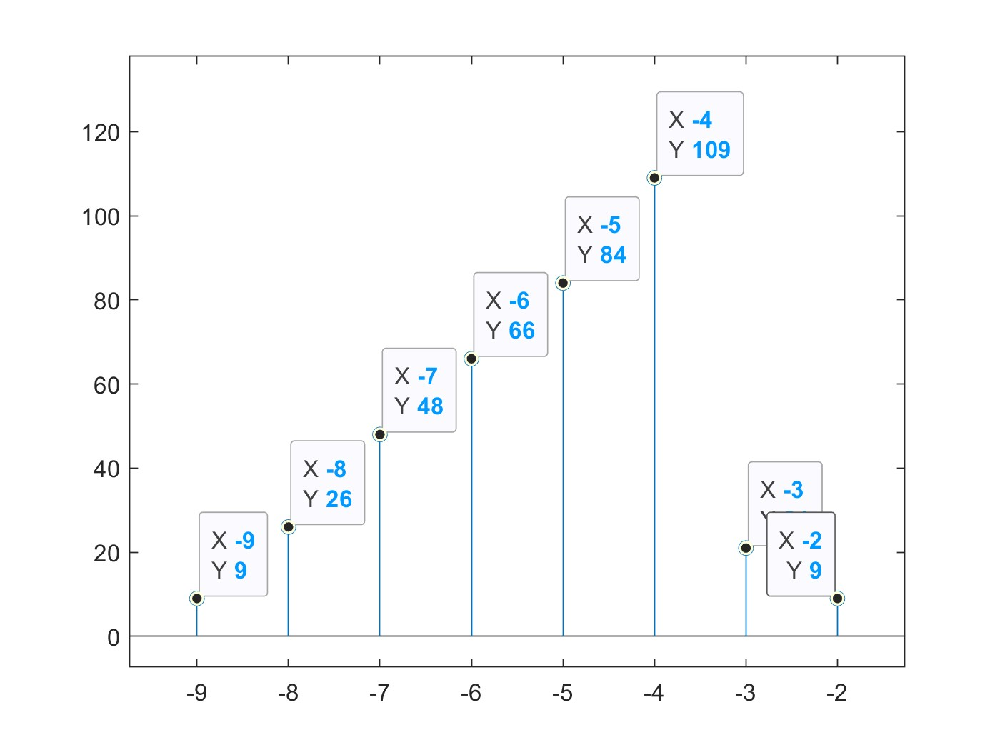 120
100
80
60
40
20
0
X -4
Y 109
X -5
Y 84
X -6
Y 66
X -7
Y 48
X -8
Y 26
X -9
Y 9
X -3
X -2
Y 9
-9 -8 -7 -6 -5 -4 -3 -2